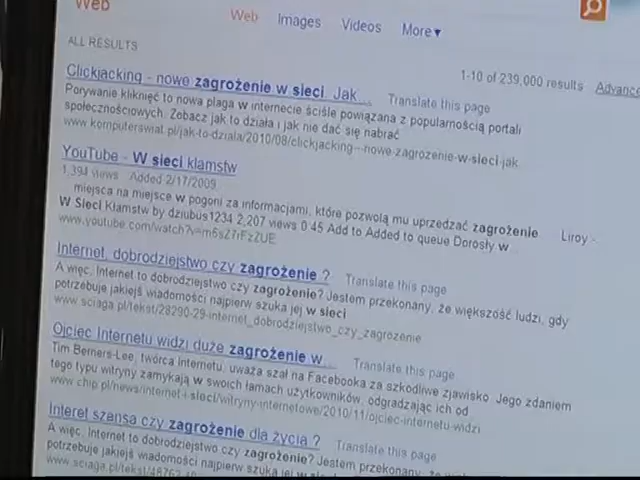 Web
Web Images Videos More▼
ALL RESULTS
1-10 of 239,000 results Advance
Clickjacking - nowe zagrożenie w sieci. Jak... Translate this page
Porywanie kliknięć to nowa plaga w internecie ściśle powiązana z popularnością portali
społecznościowych. Zobacz jak to działa i jak nie dać się nabrać
www.komputerswiat.pl/jak-to-dziala/2010/08/clickjacking---nowe-zagrozenie-w-sieci-jak
YouTube - W sieci kłamstw
1,394 views Added 2/17/2009
miejsca na miejsce w pogoni za informacjami, które pozwolą mu uprzedzać zagrożenie Liroy -
W Sieci Kłamstw by dziubus1234 2,207 views 0:45 Add to Added to queue Dorosły w
Internet, dobrodziejstwo czy zagrożenie ? Translate this page
A więc, Internet to dobrodziejstwo czy zagrożenie? Jestem przekonany, że większość ludzi, gdy
potrzebuje jakiejś wiadomości najpierw szuka jej w sieci
www.sciaga.pl/tekst/28290-29-internet_dobrodziejstwo_czy_zagrozenie
Ojciec Internetu widzi duże zagrożenie w... Translate this page
Tim Berners-Lee, twórca Internetu, uważa szał na Facebooka za szkodliwe zjawisko. Jego zdaniem
tego typu witryny zamykają w swoich łamach użytkowników, odgradzając ich od
www.chip.pl/news/internet-i-sieci/witryny-internetowe/2010/11/ojciec-internetu-widzi
Interet szansa czy zagrożenie dla życia ? Translate this page
A więc, Internet to dobrodziejstwo czy zagrożenie? Jestem przekonany, że
potrzebuje jakiejś wiadomości najpierw szuka jej w